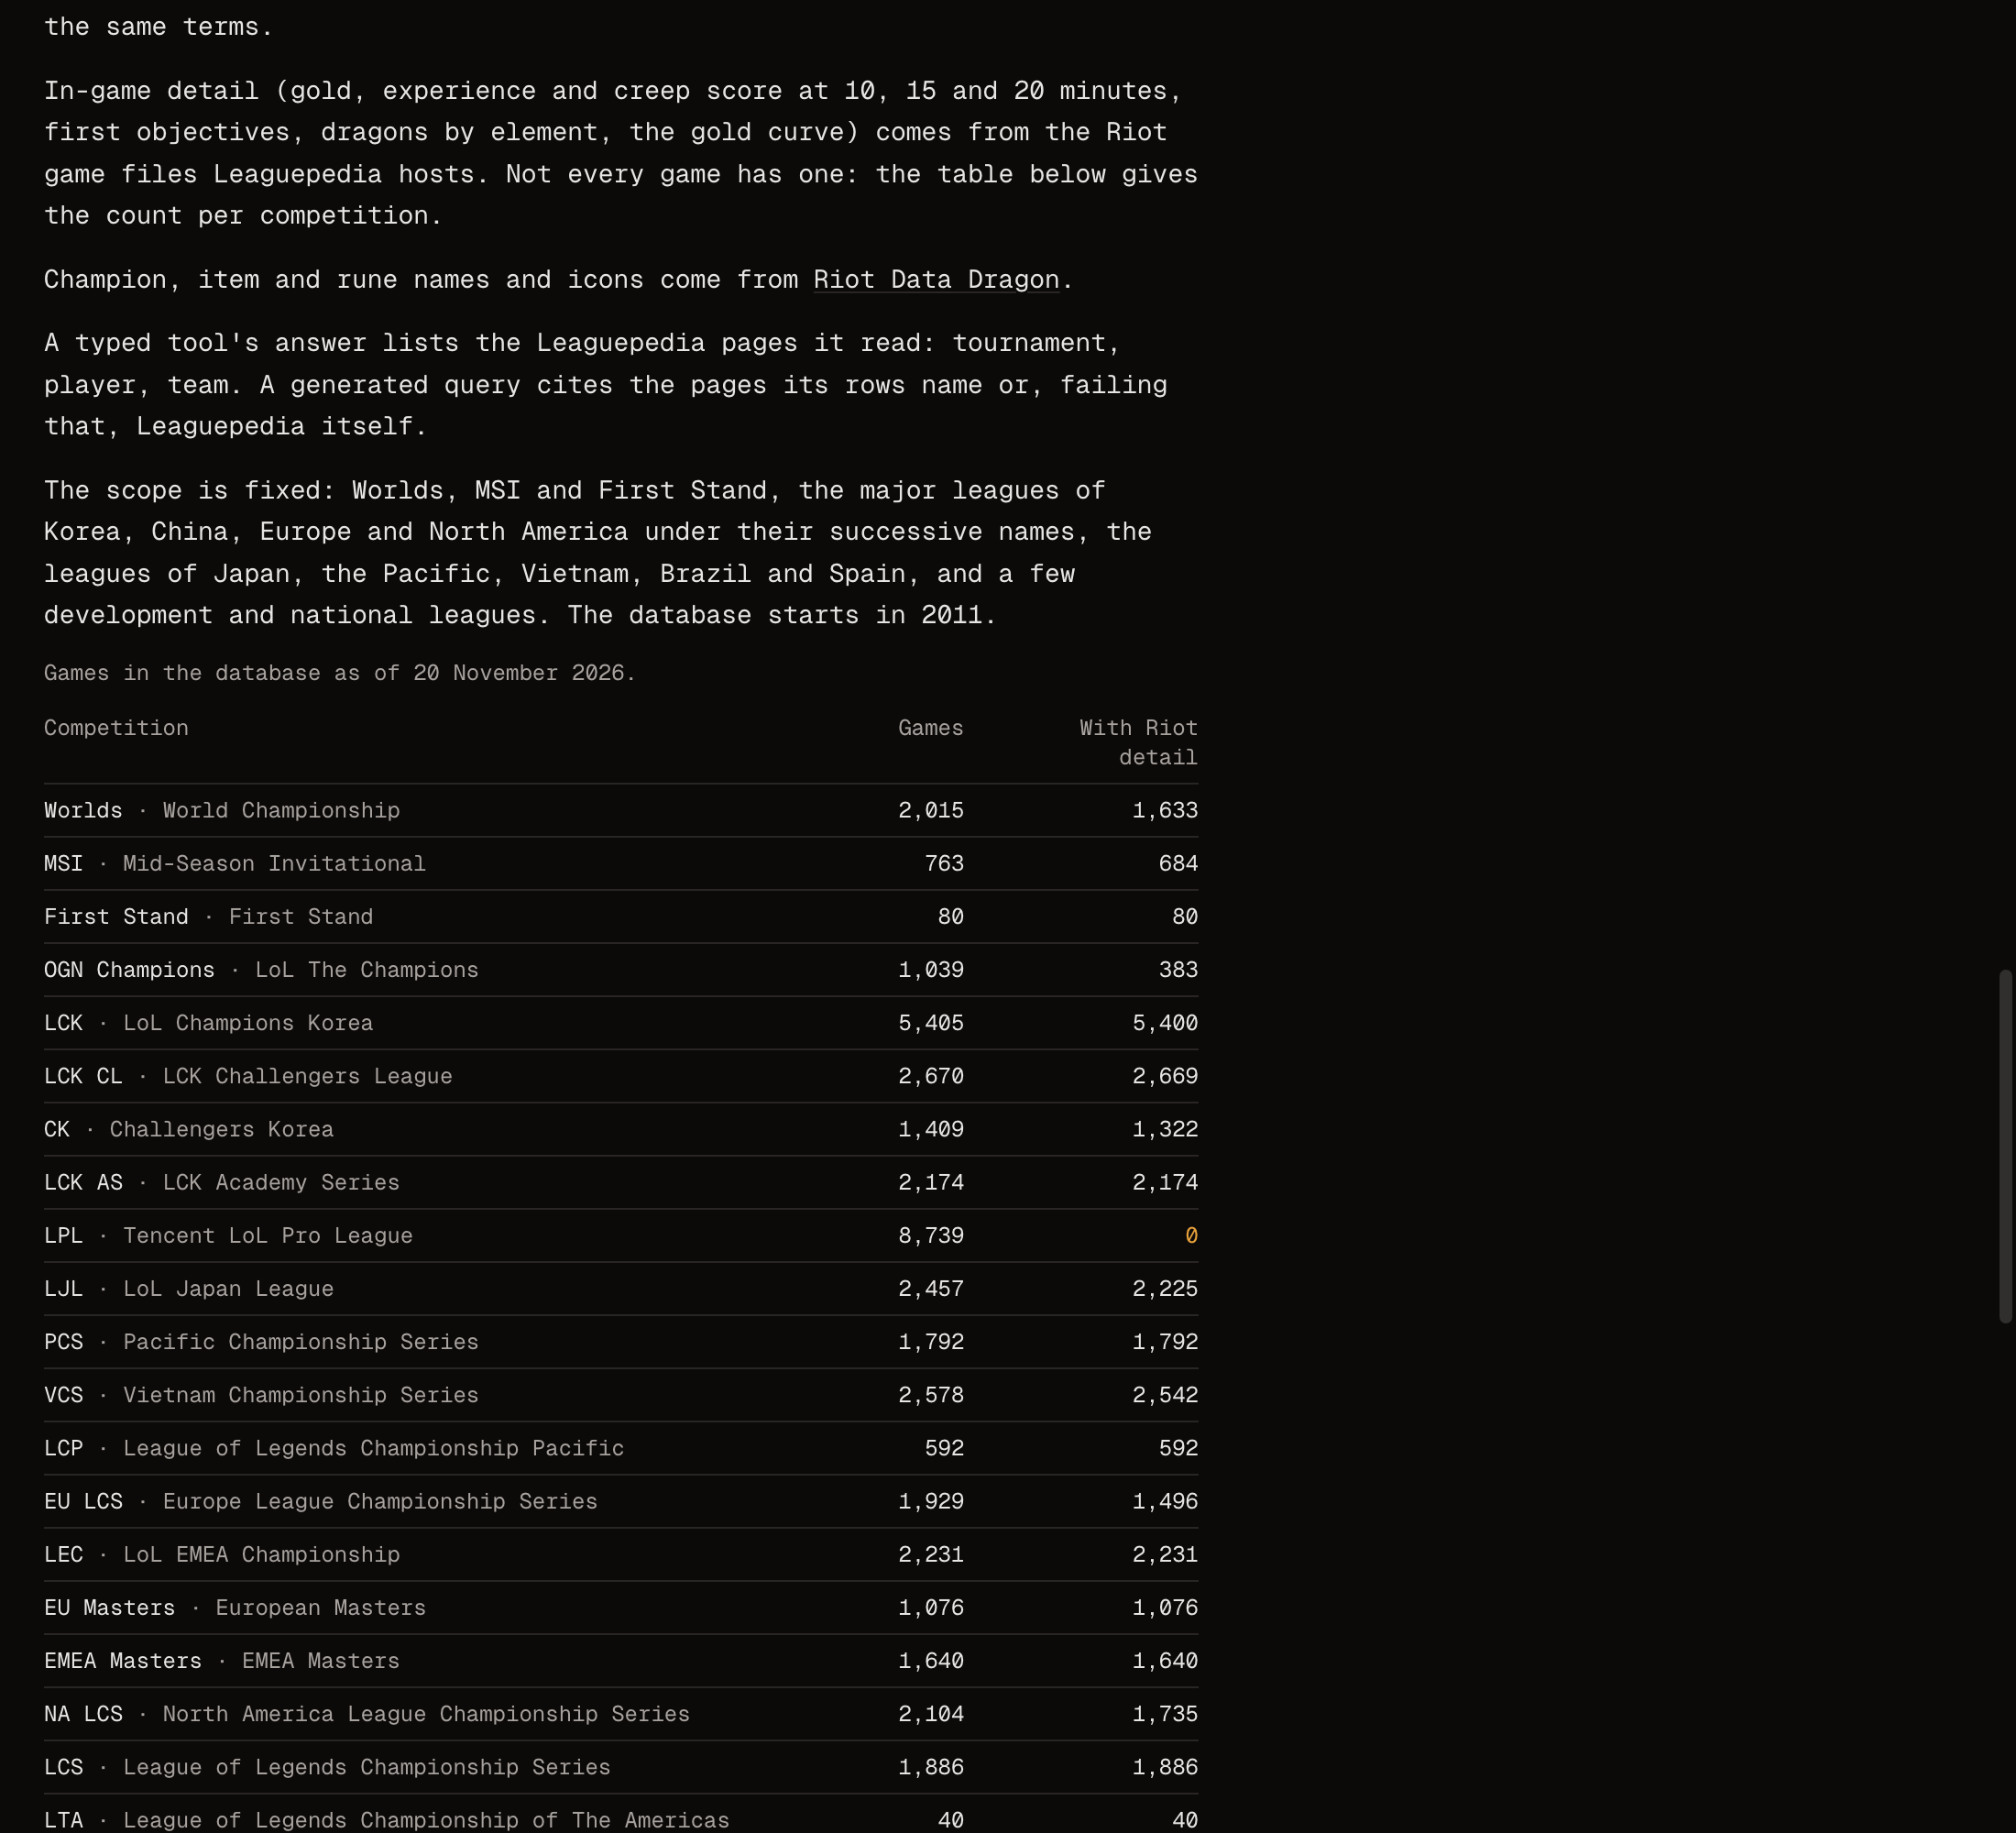 the same terms.
In-game detail (gold, experience and creep score at 10, 15 and 20 minutes,
first objectives, dragons by element, the gold curve) comes from the Riot
game files Leaguepedia hosts. Not every game has one: the table below gives
the count per competition.
Champion, item and rune names and icons come from Riot Data Dragon.
A typed tool's answer lists the Leaguepedia pages it read: tournament,
player, team. A generated query cites the pages its rows name or, failing
that, Leaguepedia itself.
The scope is fixed: Worlds, MSI and First Stand, the major leagues of
Korea, China, Europe and North America under their successive names, the
leagues of Japan, the Pacific, Vietnam, Brazil and Spain, and a few
development and national leagues. The database starts in 2011.
Games in the database as of 20 November 2026.
Competition Games With Riot
detail
Worlds · World Championship 2,015 1,633
MSI · Mid-Season Invitational 763 684
First Stand · First Stand 80 80
OGN Champions · LoL The Champions 1,039 383
LCK · LoL Champions Korea 5,405 5,400
LCK CL · LCK Challengers League 2,670 2,669
CK · Challengers Korea 1,409 1,322
LCK AS · LCK Academy Series 2,174 2,174
LPL · Tencent LoL Pro League 8,739 0
LJL · LoL Japan League 2,457 2,225
PCS · Pacific Championship Series 1,792 1,792
VCS · Vietnam Championship Series 2,578 2,542
LCP · League of Legends Championship Pacific 592 592
EU LCS · Europe League Championship Series 1,929 1,496
LEC · LoL EMEA Championship 2,231 2,231
EU Masters · European Masters 1,076 1,076
EMEA Masters · EMEA Masters 1,640 1,640
NA LCS · North America League Championship Series 2,104 1,735
LCS · League of Legends Championship Series 1,886 1,886
LTA · League of Legends Championship of The Americas 40 40